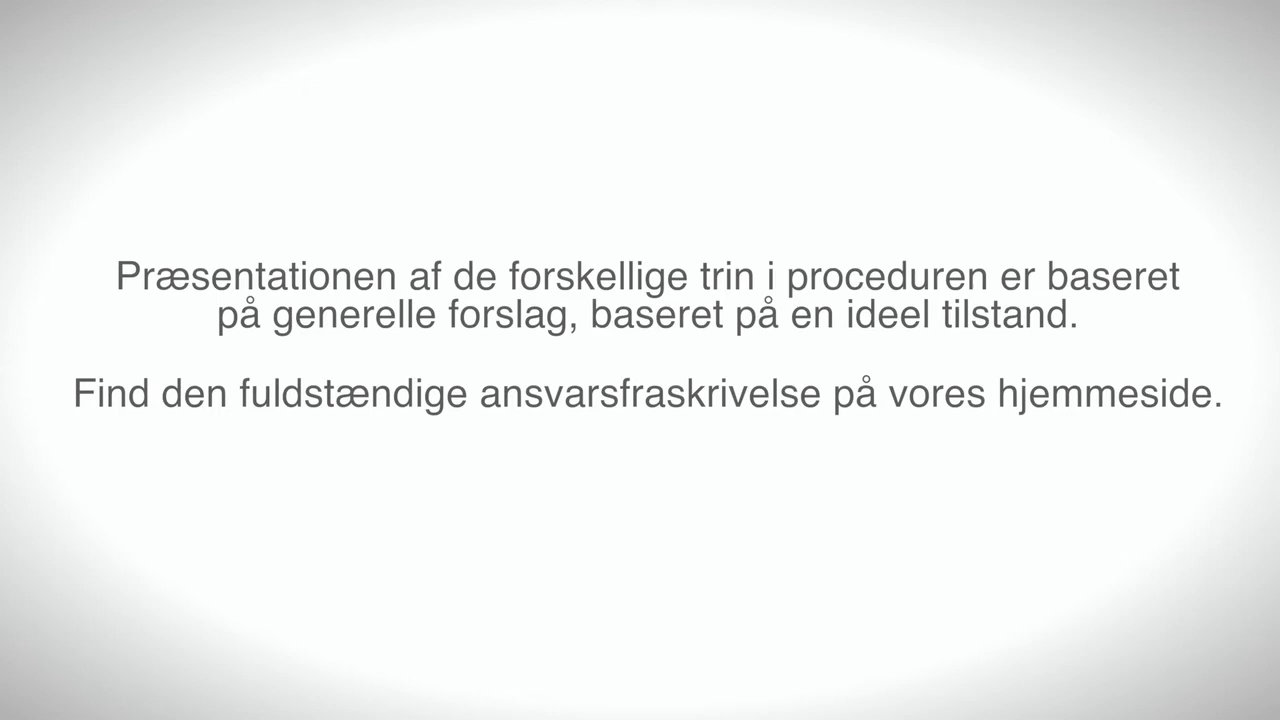 Præsentationen af de forskellige trin i proceduren er baseret
på generelle forslag, baseret på en ideel tilstand.
Find den fuldstændige ansvarsfraskrivelse på vores hjemmeside.